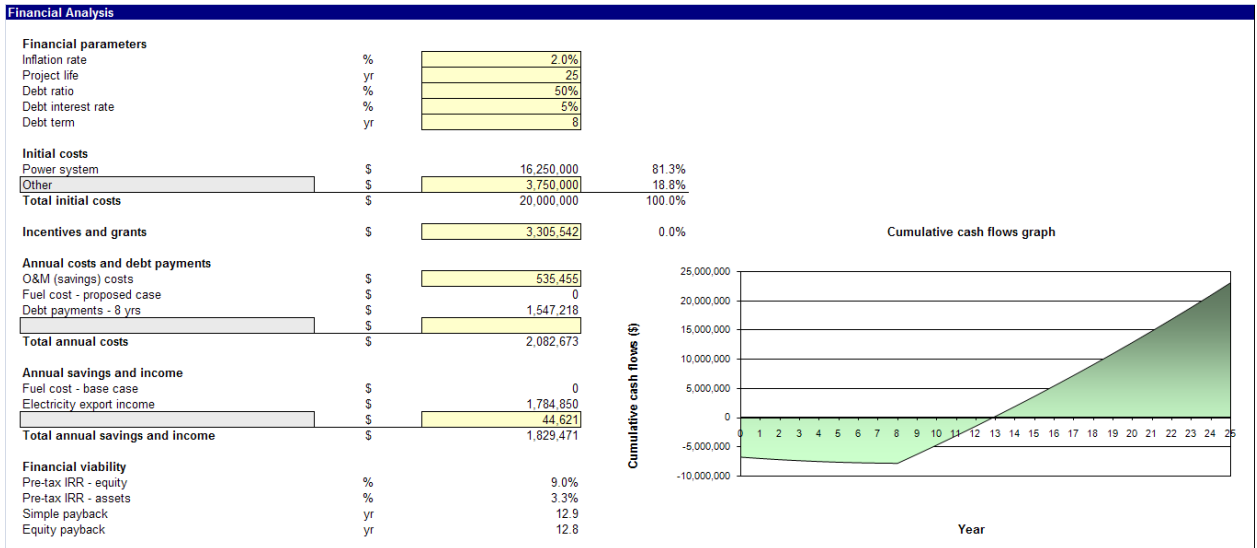 Financial Analysis
Financial parameters
Inflation rate % 2.0%
Project life yr 25
Debt ratio % 50%
Debt interest rate % 5%
Debt term yr 8
Initial costs
Power system $ 16,250,000 81.3%
Other $ 3,750,000 18.8%
Total initial costs $ 20,000,000 100.0%
Incentives and grants $ 3,305,542 0.0%
Annual costs and debt payments
O&M (savings) costs $ 535,455
Fuel cost - proposed case $ 0
Debt payments - 8 yrs $ 1,547,218
$
Total annual costs $ 2,082,673
Annual savings and income
Fuel cost - base case $ 0
Electricity export income $ 1,784,850
$ 44,621
Total annual savings and income $ 1,829,471
Financial viability
Pre-tax IRR - equity % 9.0%
Pre-tax IRR - assets % 3.3%
Simple payback yr 12.9
Equity payback yr 12.8
Cumulative cash flows graph
Cumulative cash flows ($)
25,000,000
20,000,000
15,000,000
10,000,000
5,000,000
0
-5,000,000
-10,000,000
0 1 2 3 4 5 6 7 8 9 10 11 12 13 14 15 16 17 18 19 20 21 22 23 24 25
Year